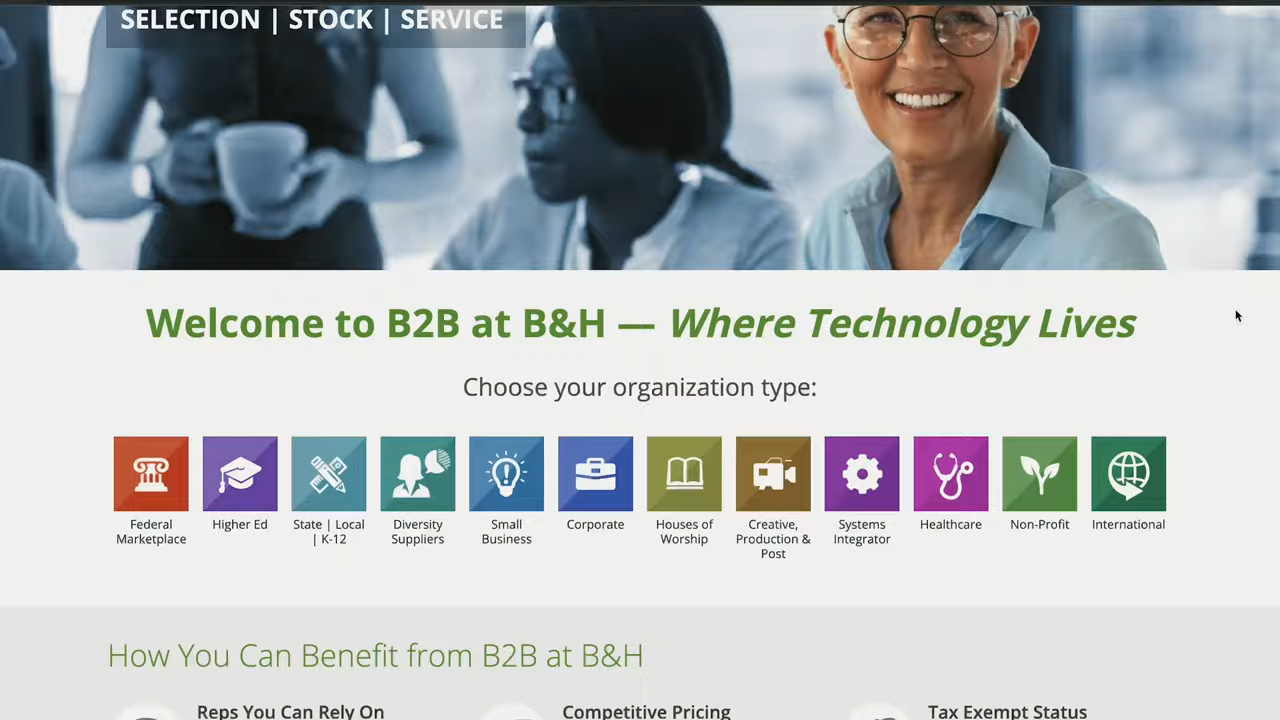 SELECTION | STOCK | SERVICE
Welcome to B2B at B&H — Where Technology Lives
Choose your organization type:
Federal
Marketplace
Higher Ed
State | Local
| K-12
Diversity
Suppliers
Small
Business
Corporate
Houses of
Worship
Creative,
Production &
Post
Systems
Integrator
Healthcare
Non-Profit
International
How You Can Benefit from B2B at B&H
Reps You Can Rely On
Competitive Pricing
Tax Exempt Status